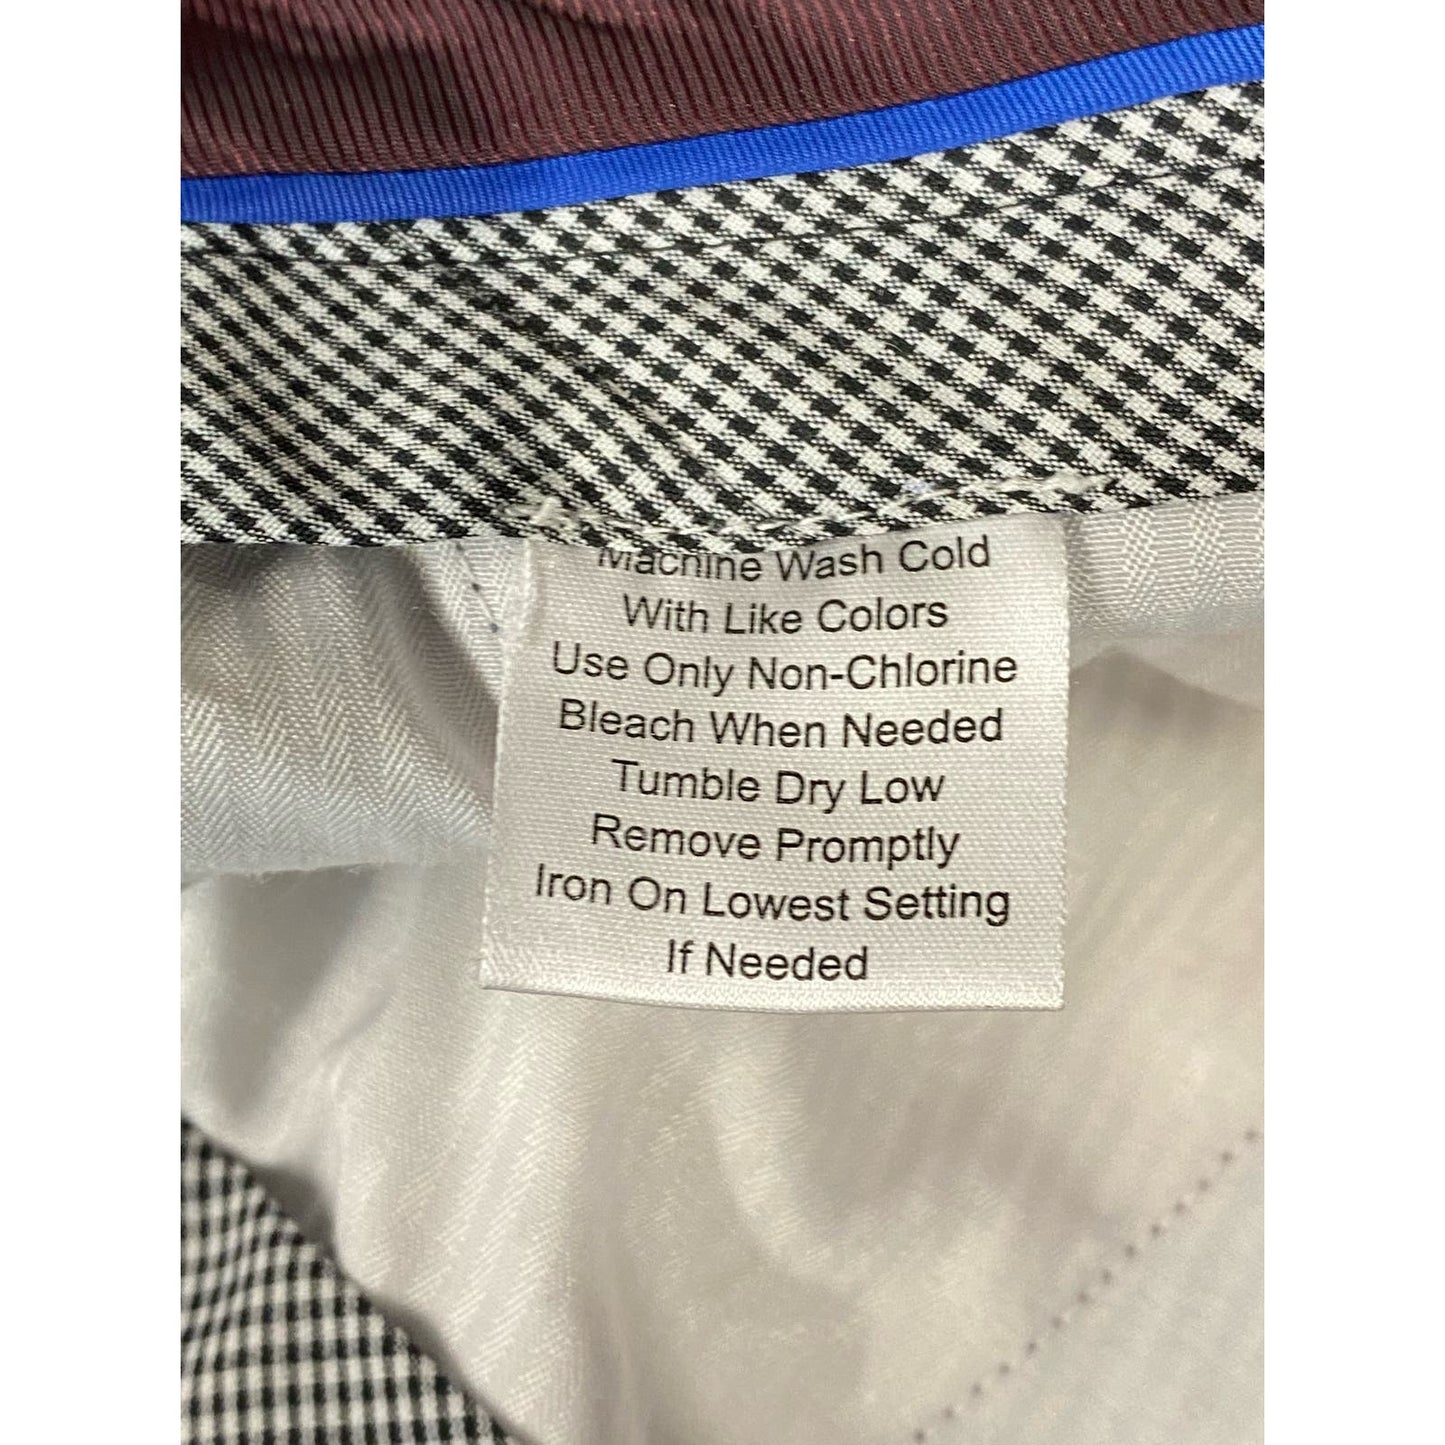 Machine Wash Cold
With Like Colors
Use Only Non-Chlorine
Bleach When Needed
Tumble Dry Low
Remove Promptly
Iron On Lowest Setting
If Needed